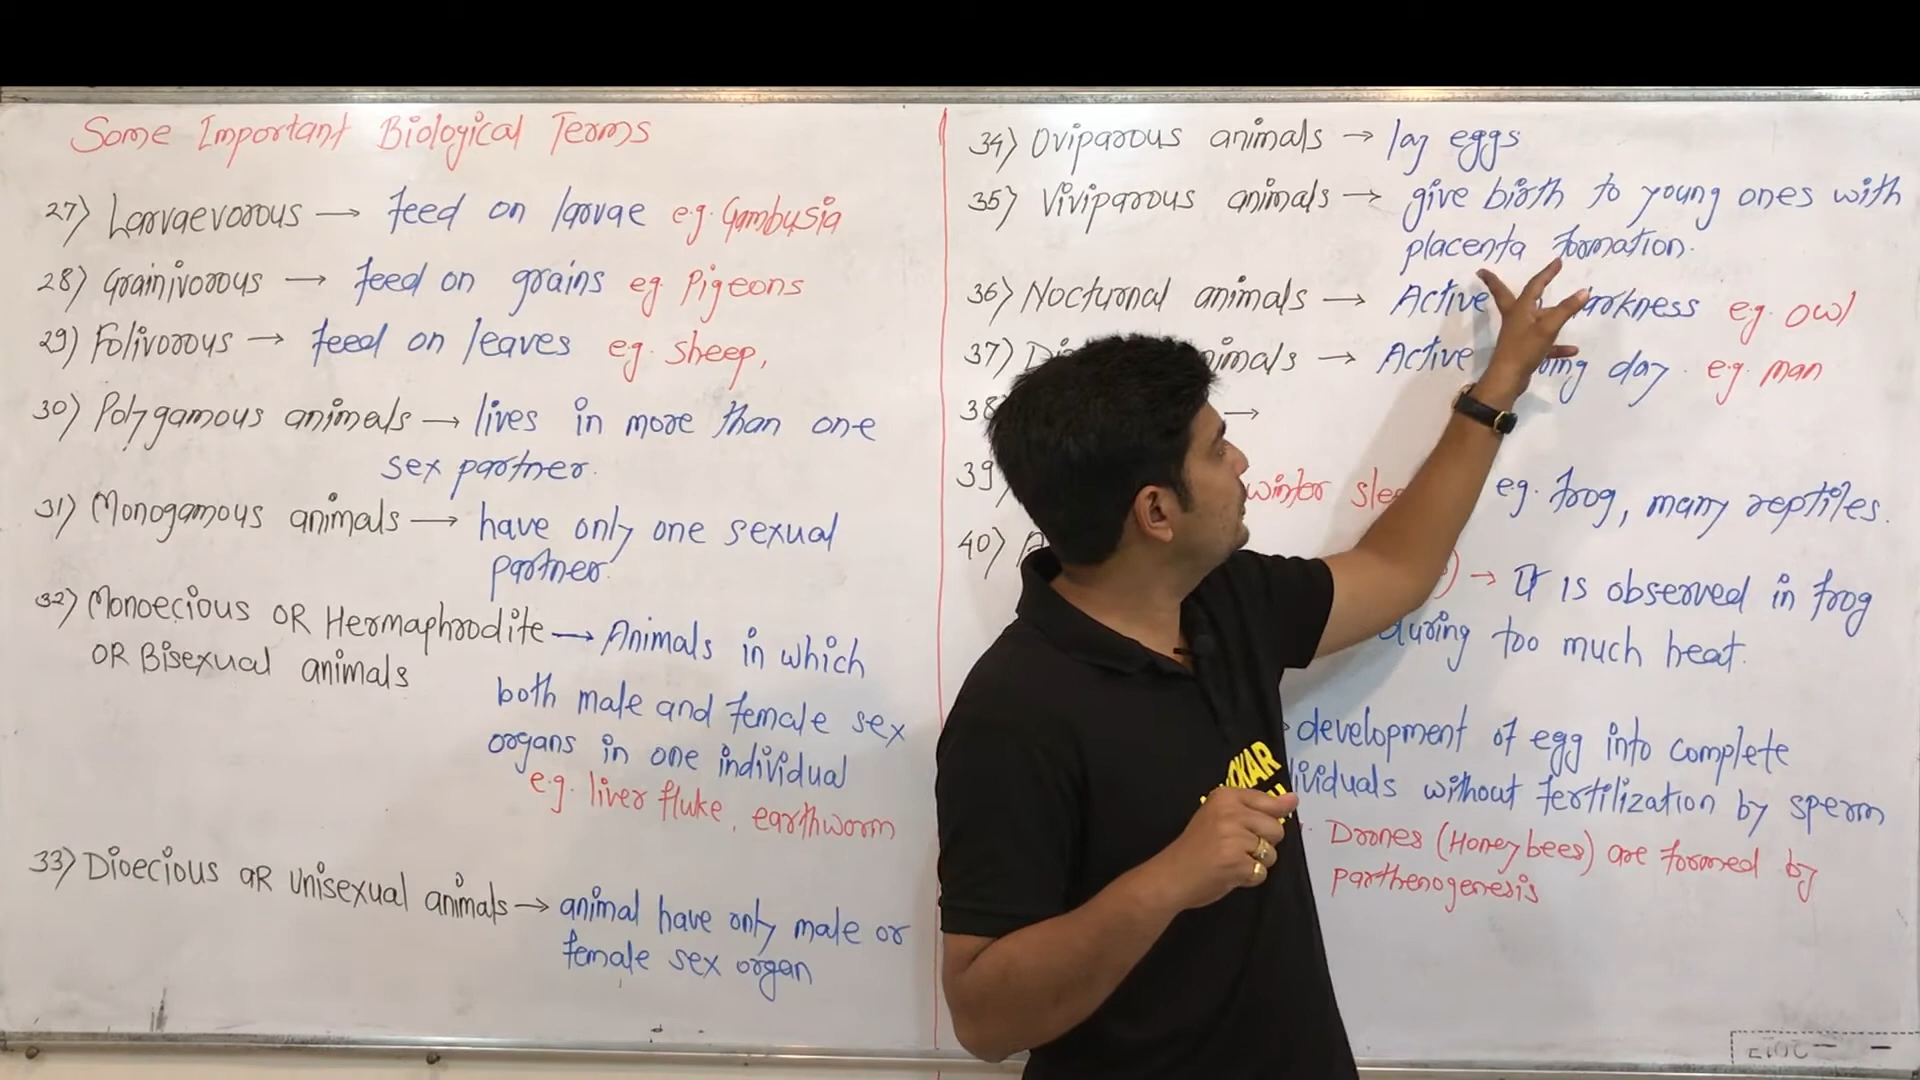 Some Important Biological Terms
27) Larvaevorous → feed on larvae e.g. Gambusia
28) Grainivorous → feed on grains eg. Pigeons
29) Folivorous → feed on leaves e.g. sheep,
30) Polygamous animals → lives in more than one
sex partner.
31) Monogamous animals → have only one sexual
partner.
32) Monoecious OR Hermaphrodite → Animals in which
OR Bisexual animals
both male and female sex
organs in one individual
e.g. liver fluke, earthworm
33) Dioecious OR Unisexual animals → animal have only male or
female sex organ
34) Oviparous animals → lay eggs
35) Viviparous animals → give birth to young ones with
placenta formation.
36) Nocturnal animals → Active darkness e.g. owl
37) → Active day. e.g. man
38) →
39) winter e.g. frog, many reptiles.
40)
→ It is observed in frog
during too much heat.
development of egg into complete
without fertilization by sperm
Drones (Honeybees) are formed by
parthenogenesis